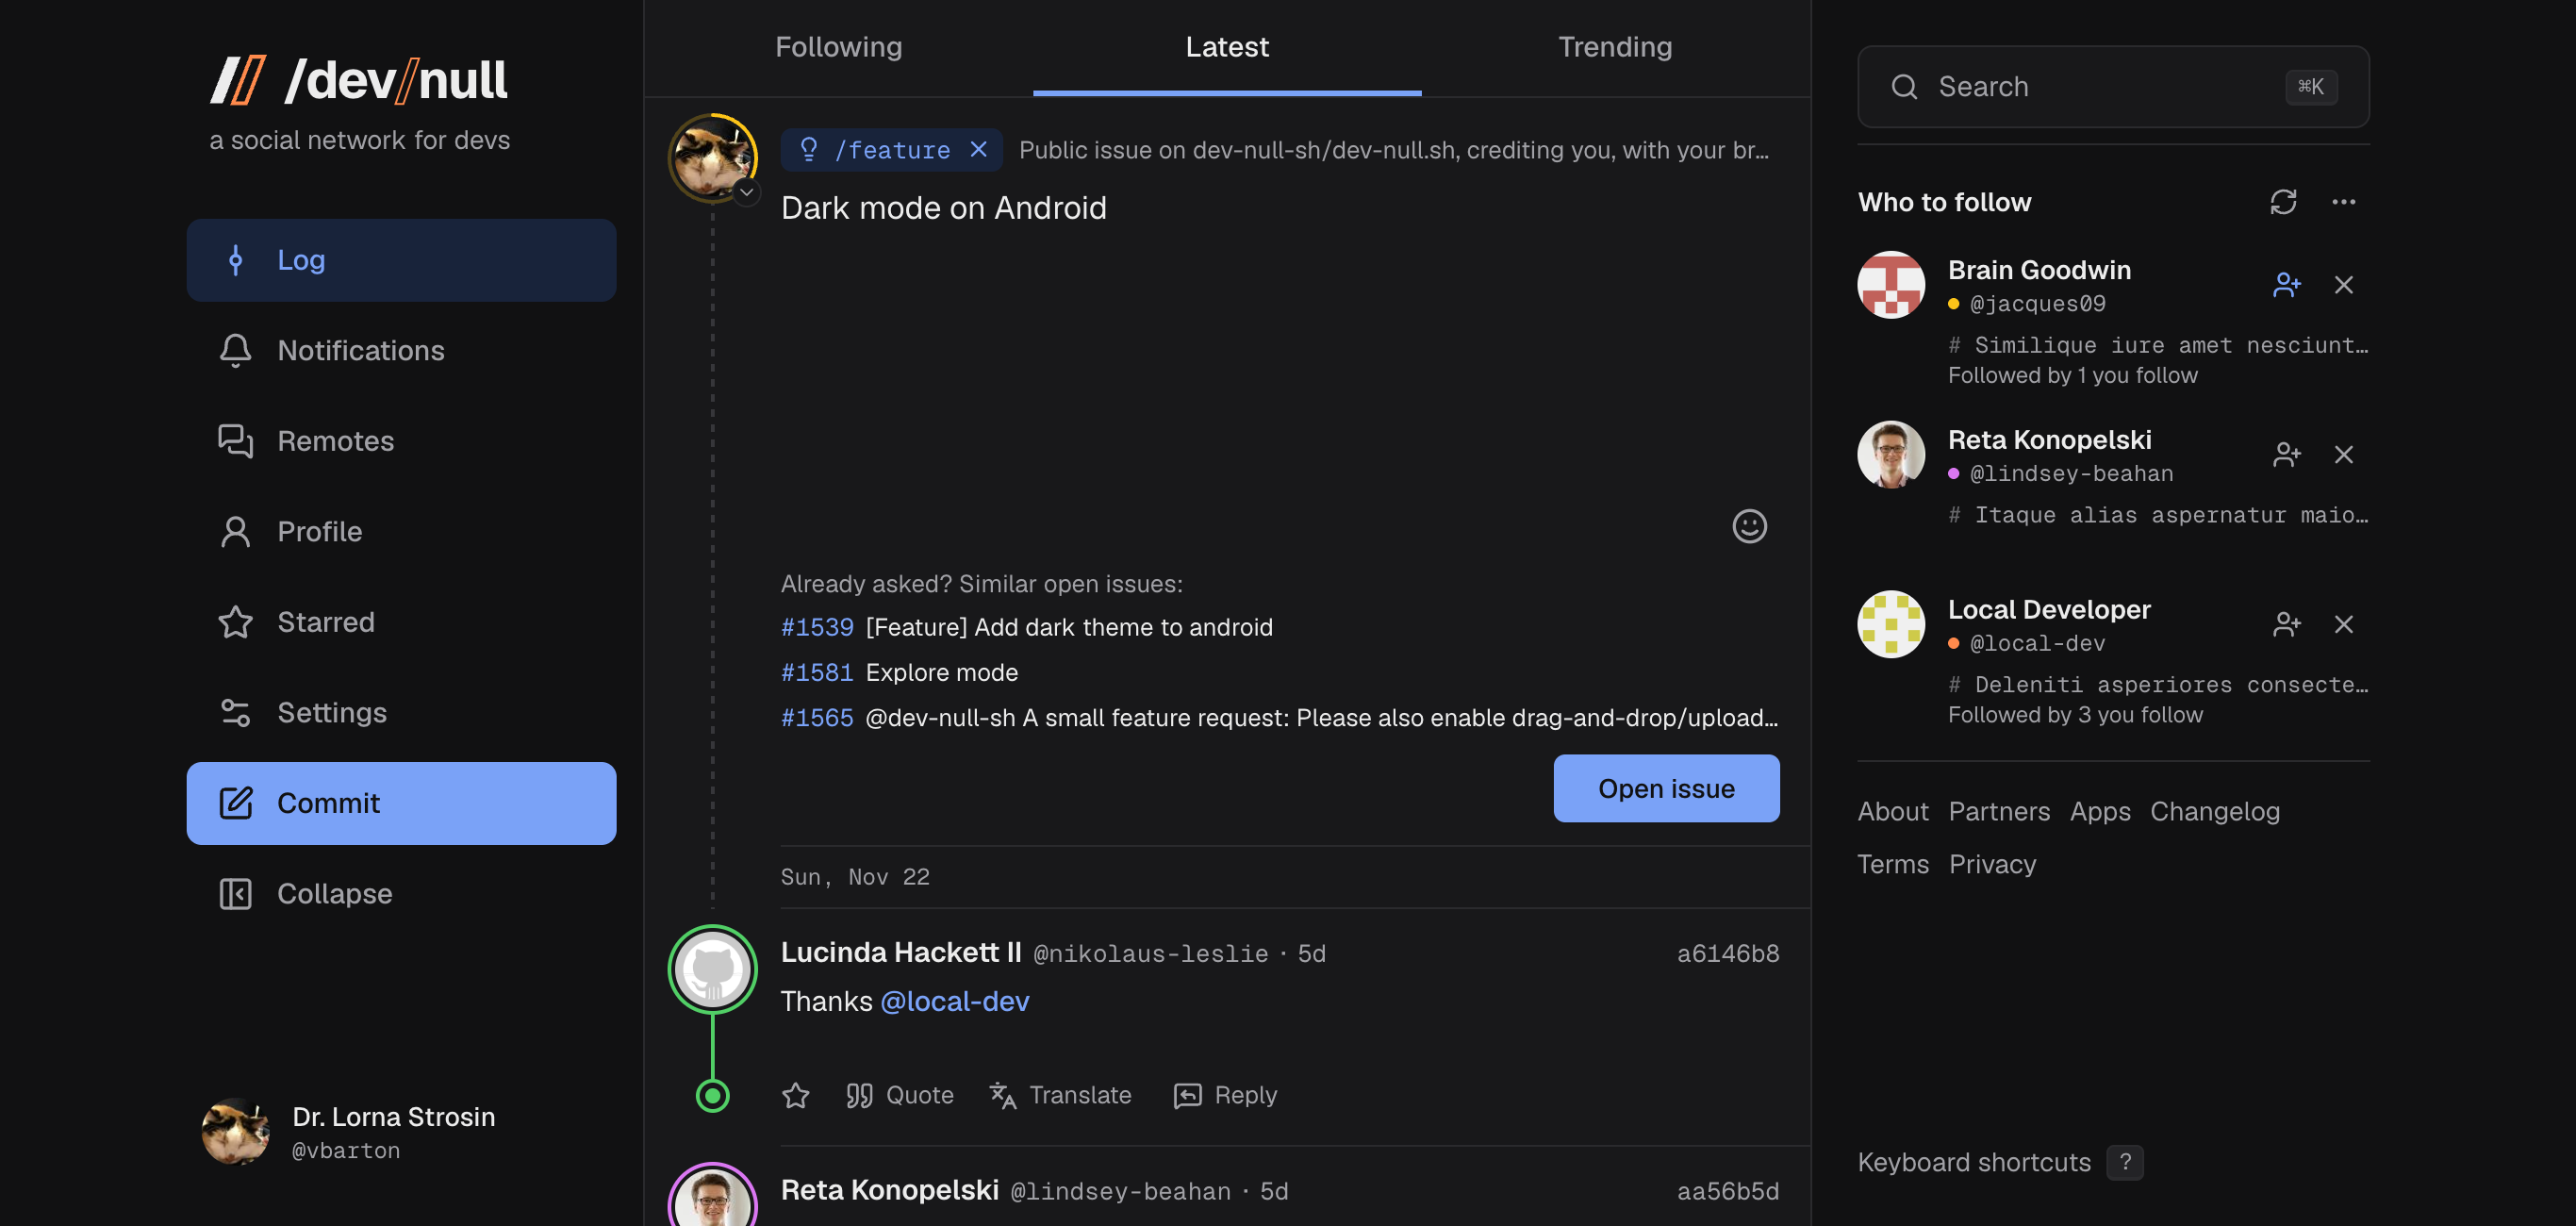 /dev//null
a social network for devs
Log
Notifications
Remotes
Profile
Starred
Settings
Commit
Collapse
Dr. Lorna Strosin
@vbarton
Following
Latest
Trending
/feature
Public issue on dev-null-sh/dev-null.sh, crediting you, with your br…
Dark mode on Android
Already asked? Similar open issues:
#1539 [Feature] Add dark theme to android
#1581 Explore mode
#1565 @dev-null-sh A small feature request: Please also enable drag-and-drop/upload…
Open issue
Sun, Nov 22
Lucinda Hackett II @nikolaus-leslie · 5d
a6146b8
Thanks @local-dev
Quote
Translate
Reply
Reta Konopelski @lindsey-beahan · 5d
aa56b5d
Search
⌘K
Who to follow
Brain Goodwin
@jacques09
# Similique iure amet nesciunt…
Followed by 1 you follow
Reta Konopelski
@lindsey-beahan
# Itaque alias aspernatur maio…
Local Developer
@local-dev
# Deleniti asperiores consecte…
Followed by 3 you follow
About Partners Apps Changelog
Terms Privacy
Keyboard shortcuts ?